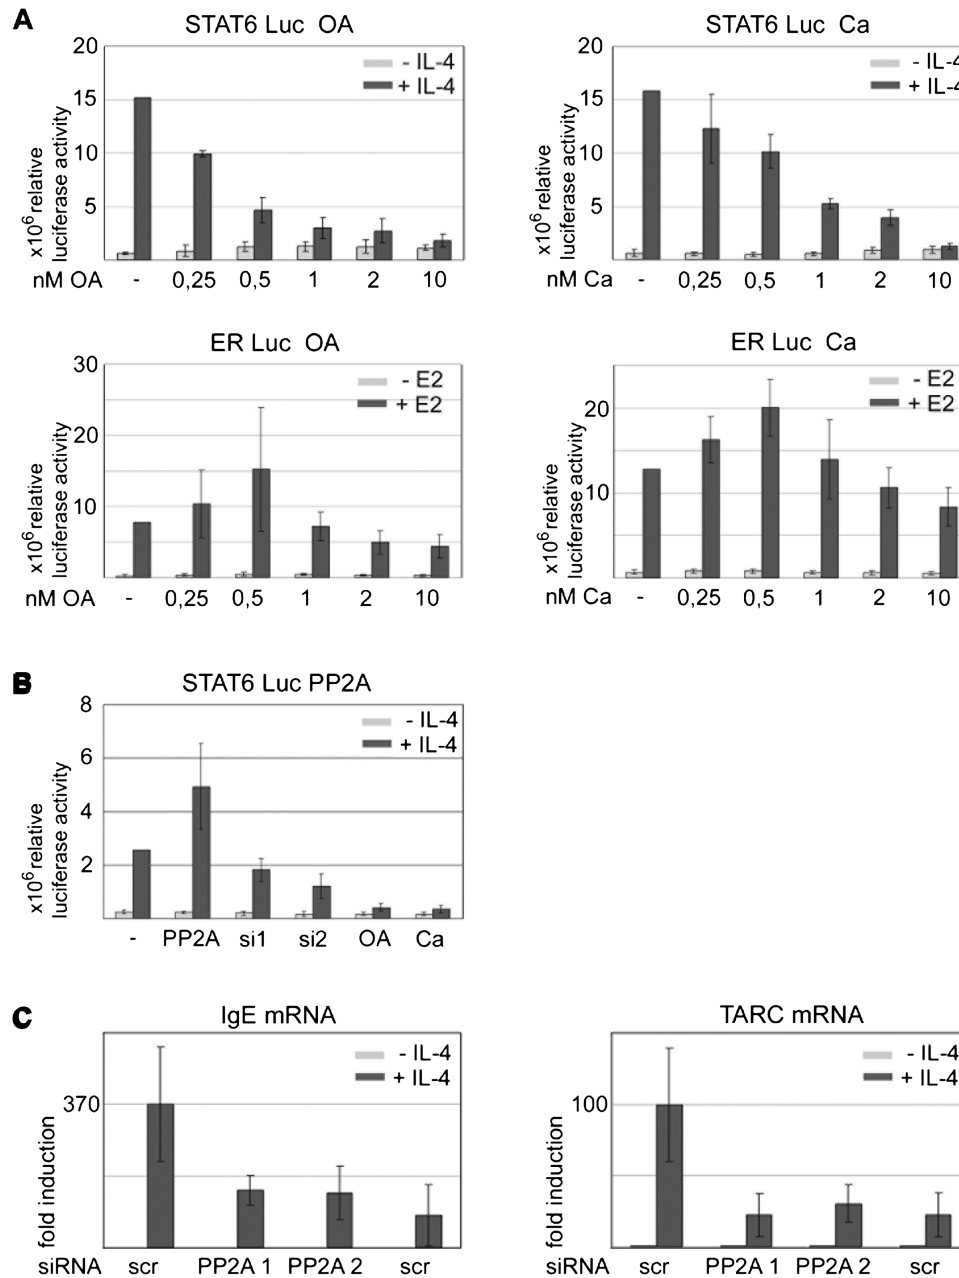 A
STAT6 Luc OA
20
15
10
5
x10⁶ relative
luciferase activity
- IL-4
+ IL-4
nM OA - 0,25 0,5 1 2 10
STAT6 Luc Ca
20
15
10
5
x10⁶ relative
luciferase activity
- IL-4
+ IL-4
nM Ca - 0,25 0,5 1 2 10
ER Luc OA
30
20
10
x10⁶ relative
luciferase activity
- E2
+ E2
nM OA - 0,25 0,5 1 2 10
ER Luc Ca
20
10
x10⁶ relative
luciferase activity
- E2
+ E2
nM Ca - 0,25 0,5 1 2 10
B
STAT6 Luc PP2A
8
6
4
2
x10⁶ relative
luciferase activity
- IL-4
+ IL-4
- PP2A si1 si2 OA Ca
C
IgE mRNA
370
fold induction
- IL-4
+ IL-4
siRNA scr PP2A 1 PP2A 2 scr
TARC mRNA
100
fold induction
- IL-4
+ IL-4
siRNA scr PP2A 1 PP2A 2 scr